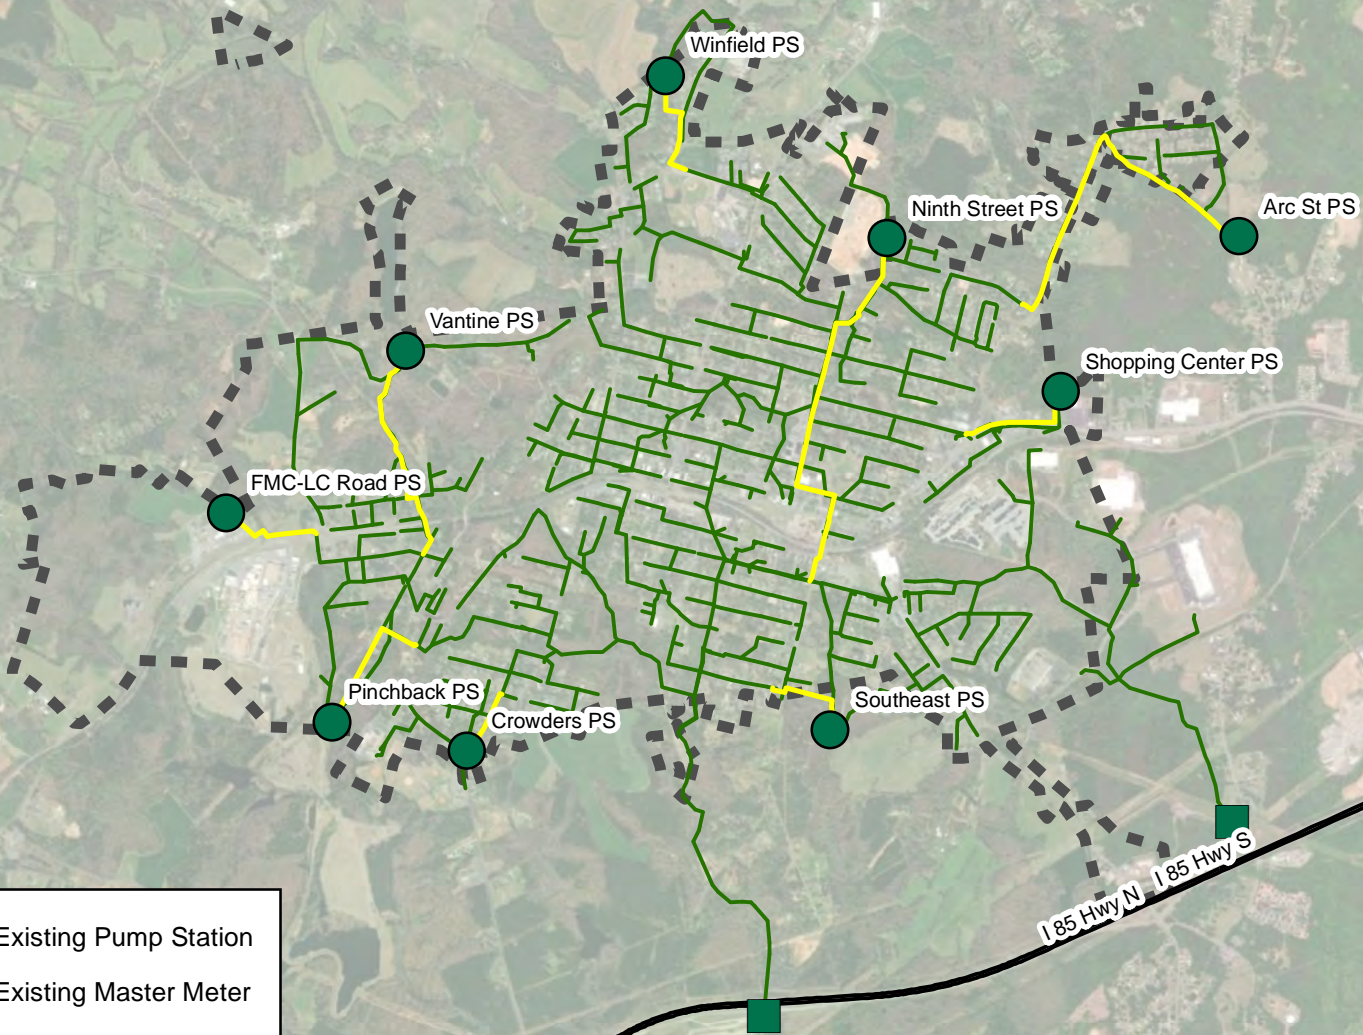 Winfield PS
Ninth Street PS
Arc St PS
Vantine PS
Shopping Center PS
FMC-LC Road PS
Pinchback PS
Crowders PS
Southeast PS
I 85 Hwy S
I 85 Hwy N
Existing Pump Station
Existing Master Meter